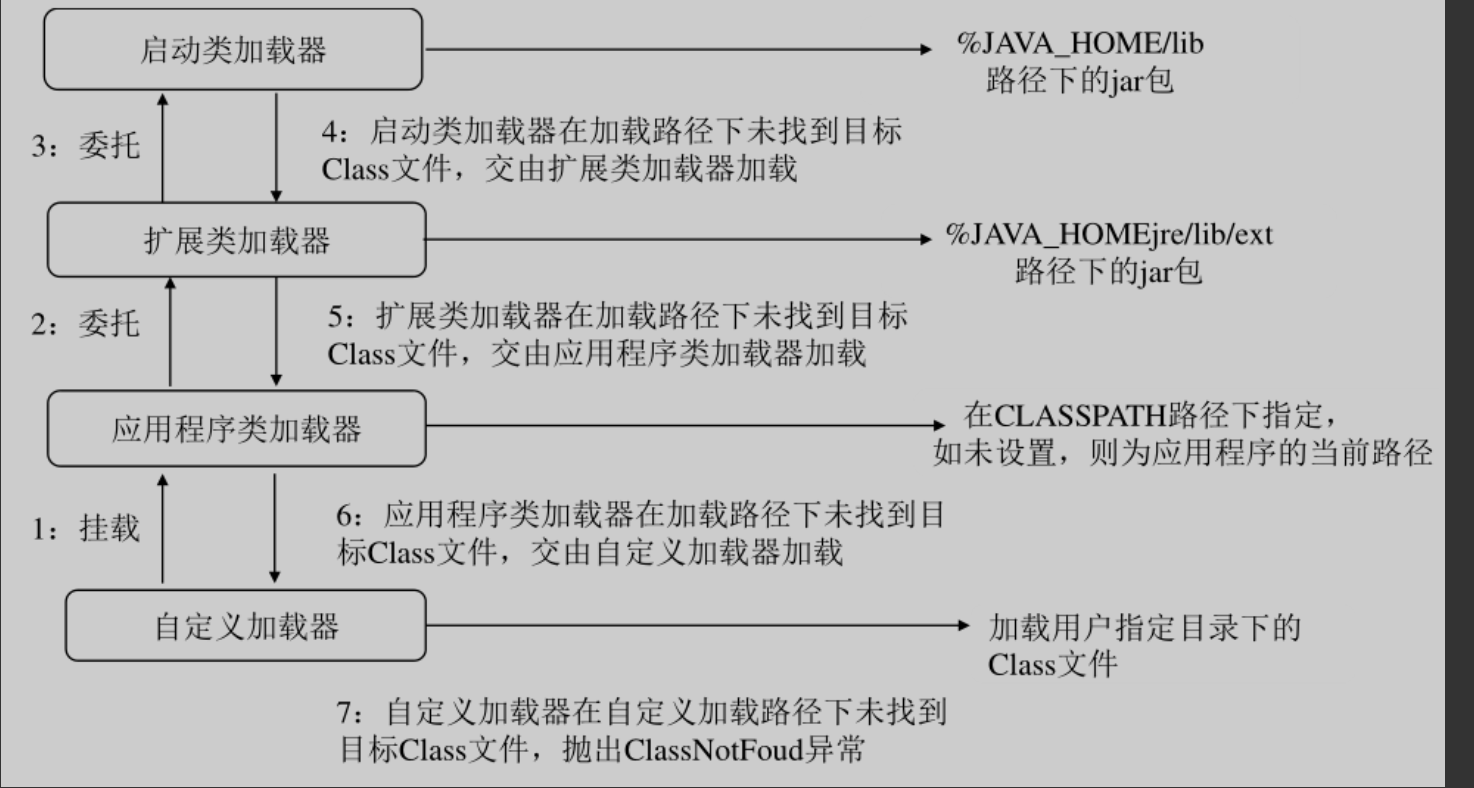 启动类加载器
%JAVA_HOME/lib
路径下的jar包
3：委托
4：启动类加载器在加载路径下未找到目标
Class文件，交由扩展类加载器加载
扩展类加载器
%JAVA_HOMEjre/lib/ext
路径下的jar包
2：委托
5：扩展类加载器在加载路径下未找到目标
Class文件，交由应用程序类加载器加载
应用程序类加载器
在CLASSPATH路径下指定，
如未设置，则为应用程序的当前路径
1：挂载
6：应用程序类加载器在加载路径下未找到目
标Class文件，交由自定义加载器加载
自定义加载器
加载用户指定目录下的
Class文件
7：自定义加载器在自定义加载路径下未找到
目标Class文件，抛出ClassNotFoud异常